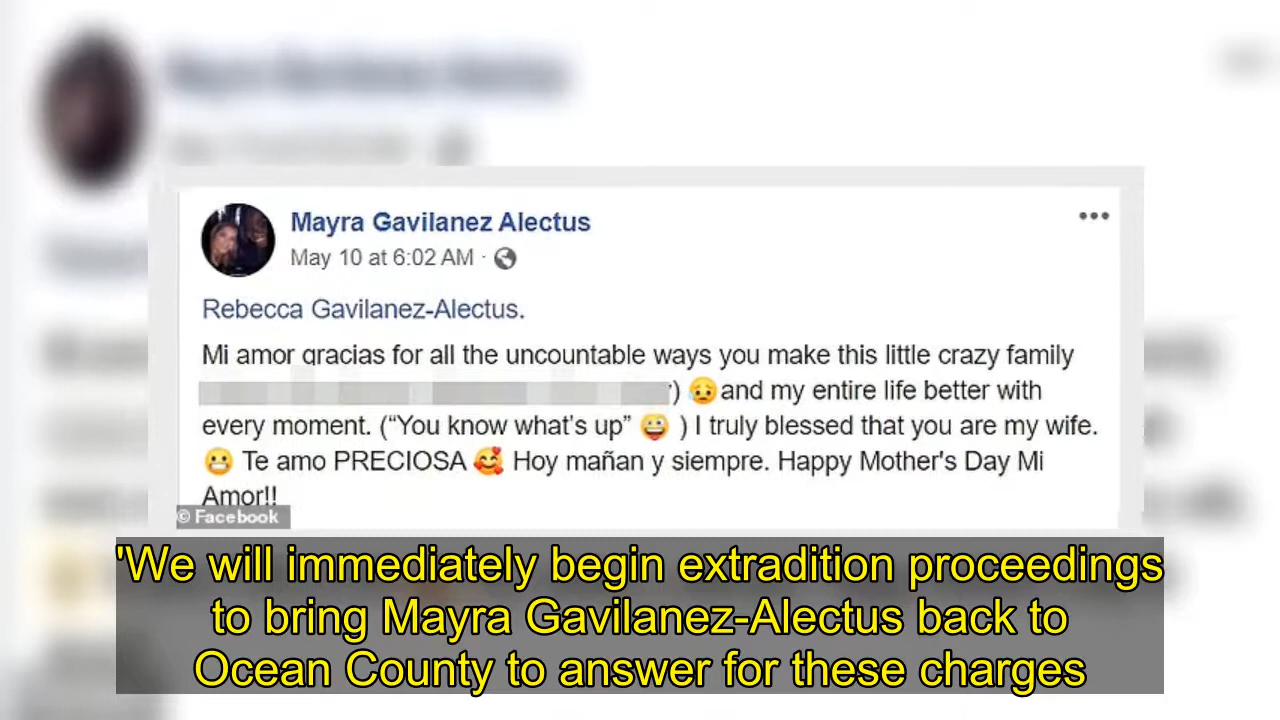 Mayra Gavilanez Alectus
May 10 at 6:02 AM ·
Rebecca Gavilanez-Alectus.
Mi amor gracias for all the uncountable ways you make this little crazy family
) 😥 and my entire life better with
every moment. (“You know what's up” 🤪 ) I truly blessed that you are my wife.
😬 Te amo PRECIOSA 🥰 Hoy mañan y siempre. Happy Mother's Day Mi
Amor!!
© Facebook
'We will immediately begin extradition proceedings
to bring Mayra Gavilanez-Alectus back to
Ocean County to answer for these charges